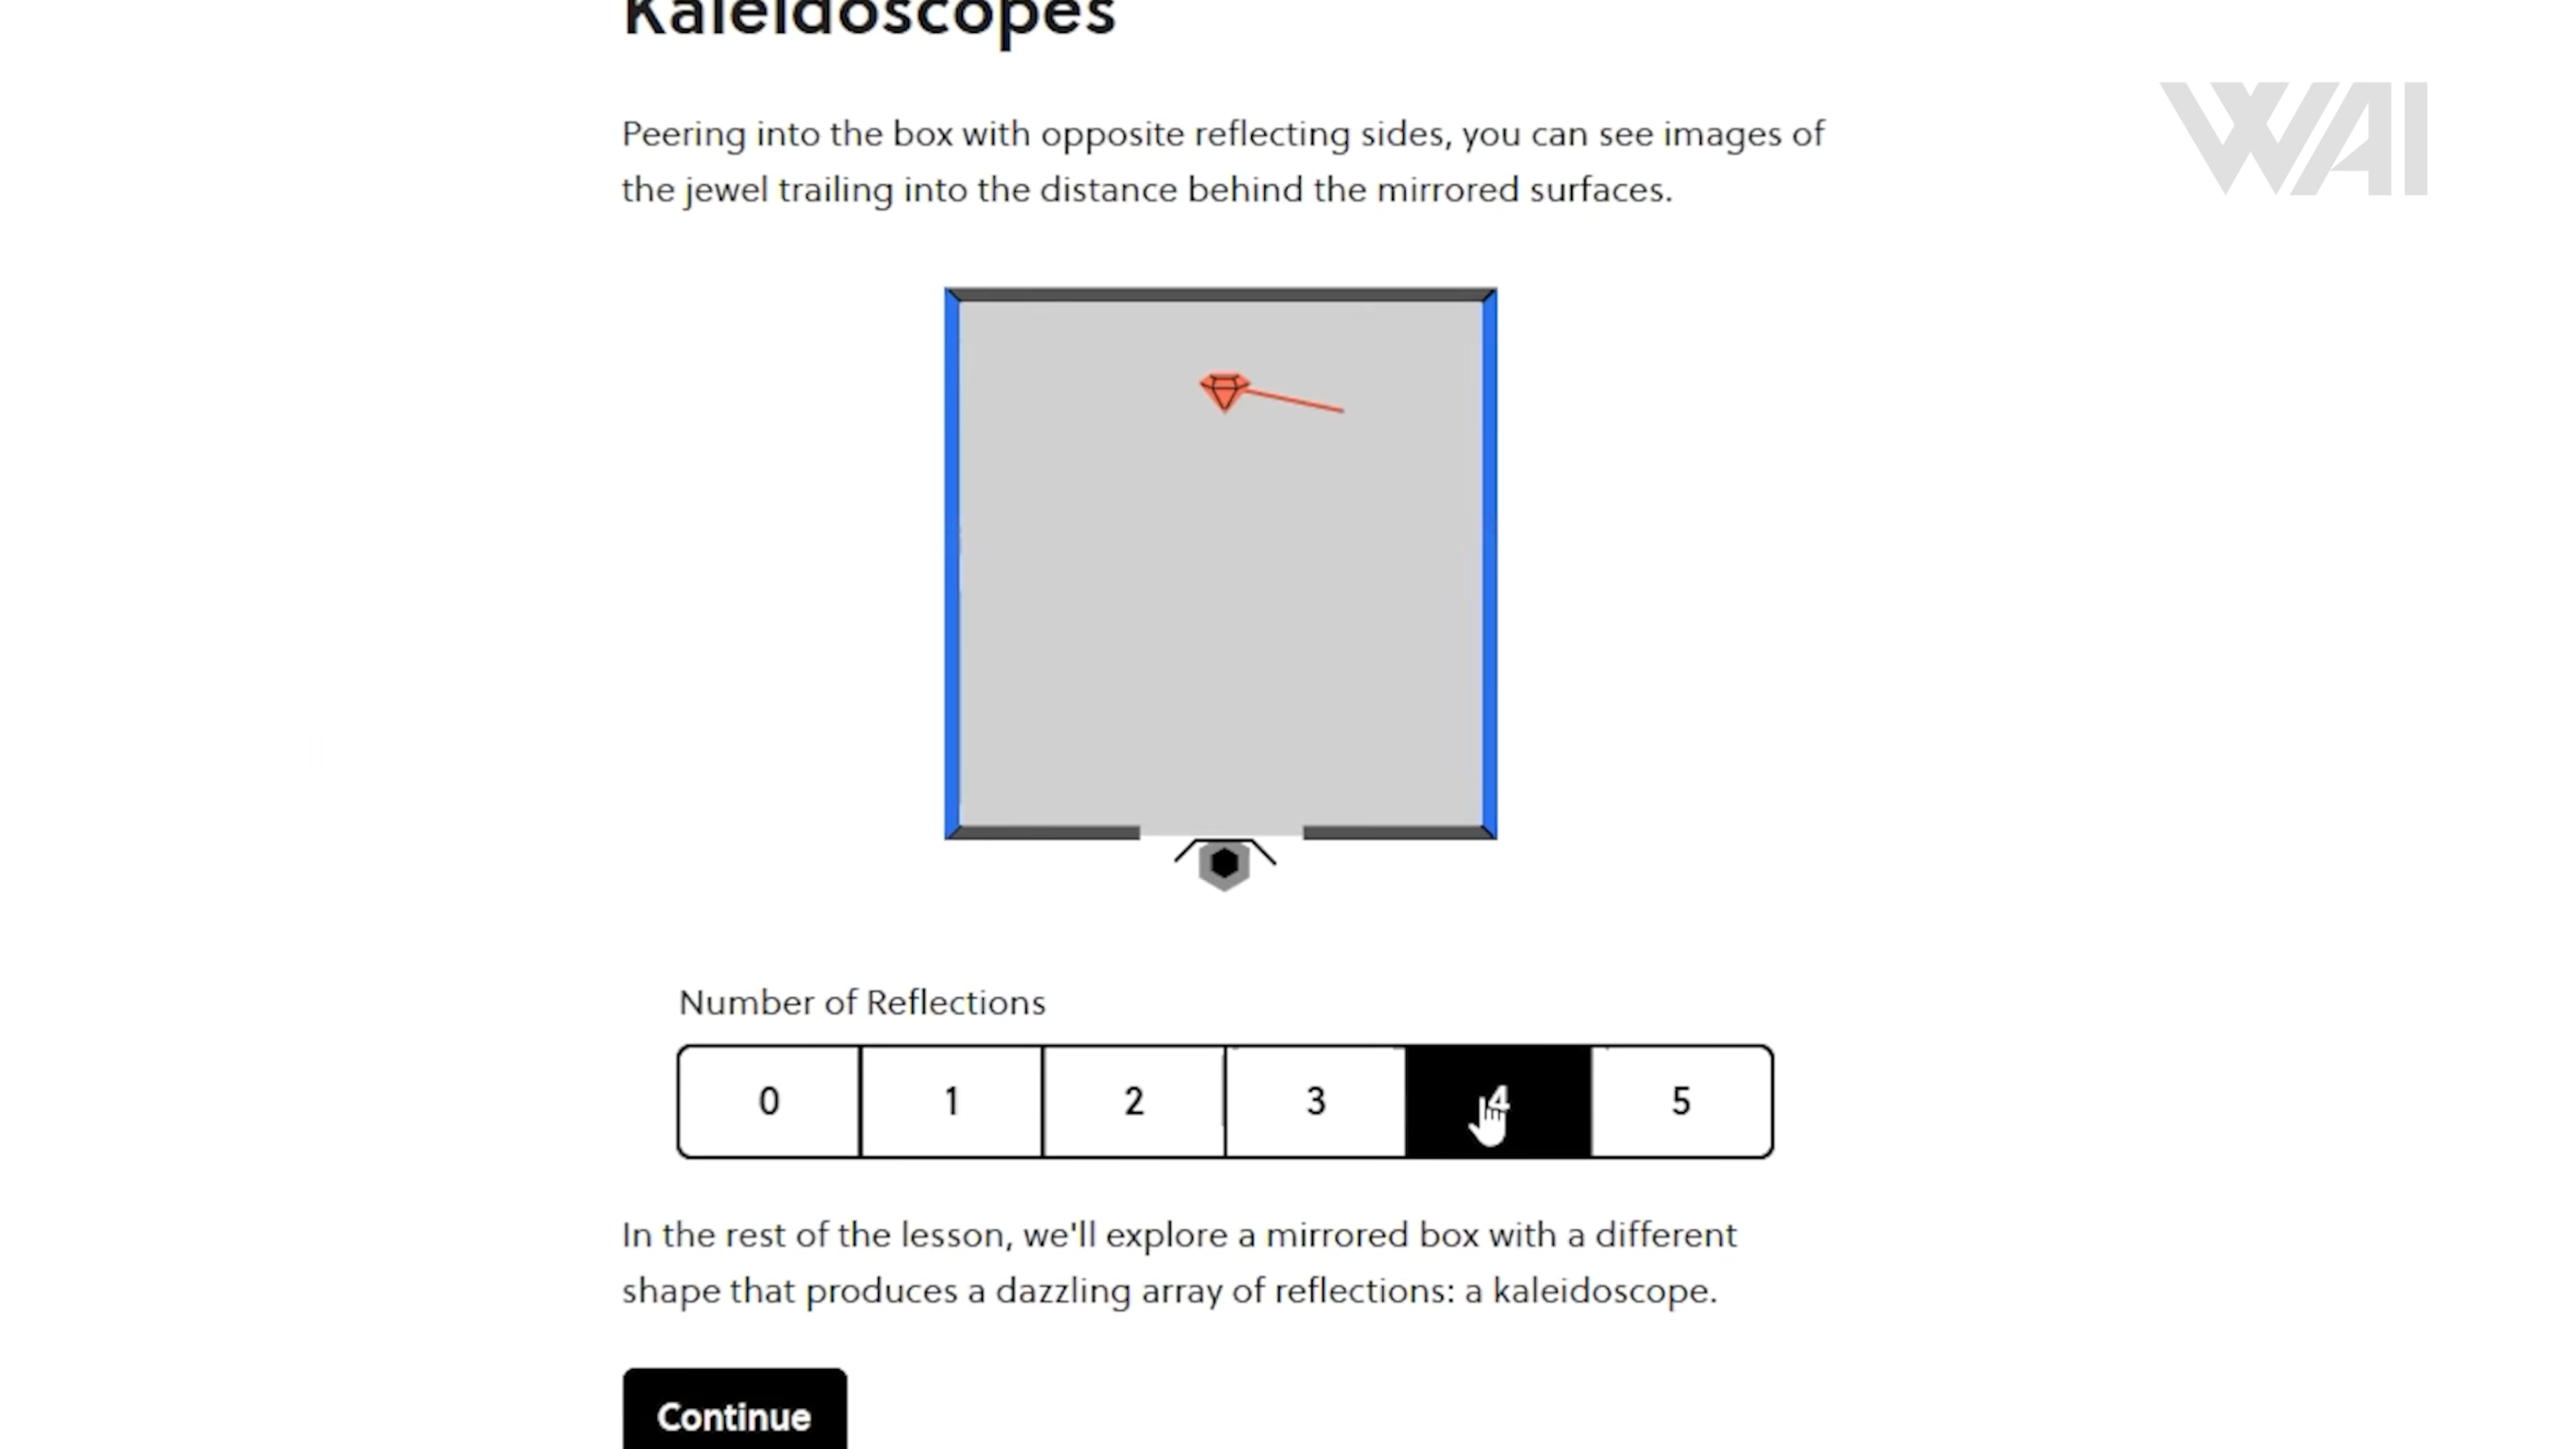 Kaleidoscopes
WAI
Peering into the box with opposite reflecting sides, you can see images of
the jewel trailing into the distance behind the mirrored surfaces.
Number of Reflections
0 1 2 3 4 5
In the rest of the lesson, we'll explore a mirrored box with a different
shape that produces a dazzling array of reflections: a kaleidoscope.
Continue